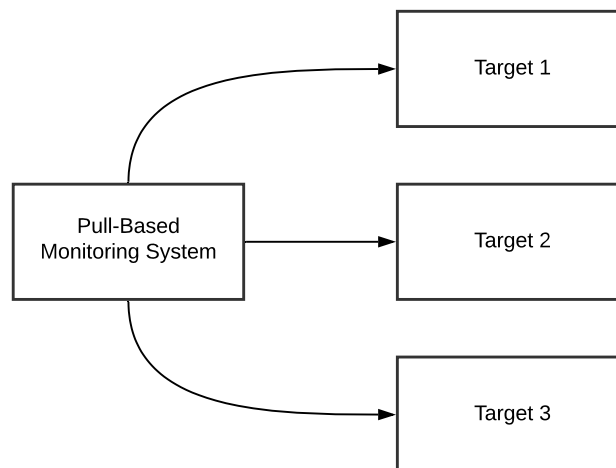 Target 1
Pull-Based
Monitoring System
Target 2
Target 3